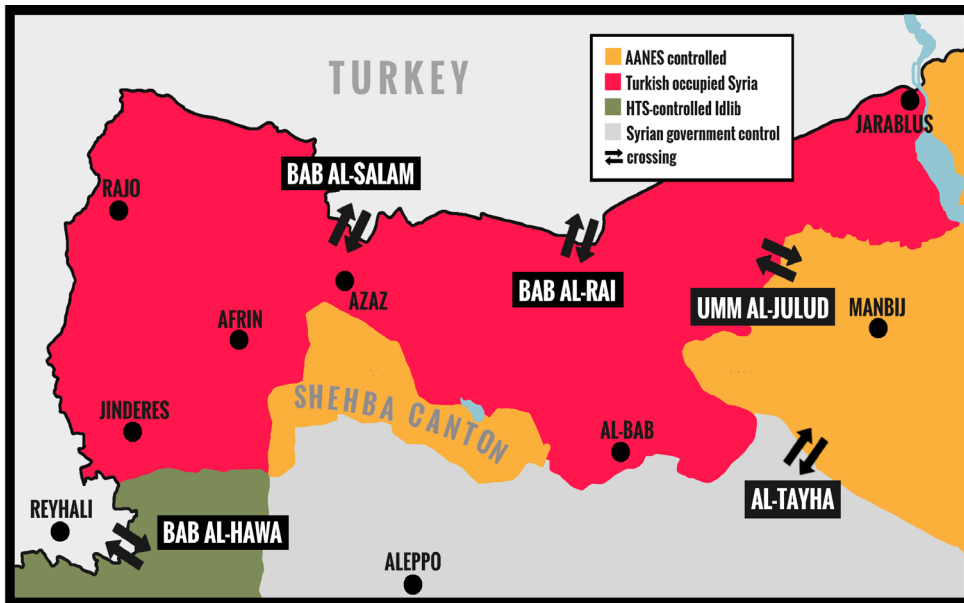 AANES controlled
Turkish occupied Syria
HTS-controlled Idlib
Syrian government control
crossing
TURKEY
JARABLUS
BAB AL-SALAM
RAJO
BAB AL-RAI
AZAZ
UMM AL-JULUD
MANBIJ
AFRIN
SHEHBA CANTON
JINDERES
AL-BAB
AL-TAYHA
REYHALI
BAB AL-HAWA
ALEPPO